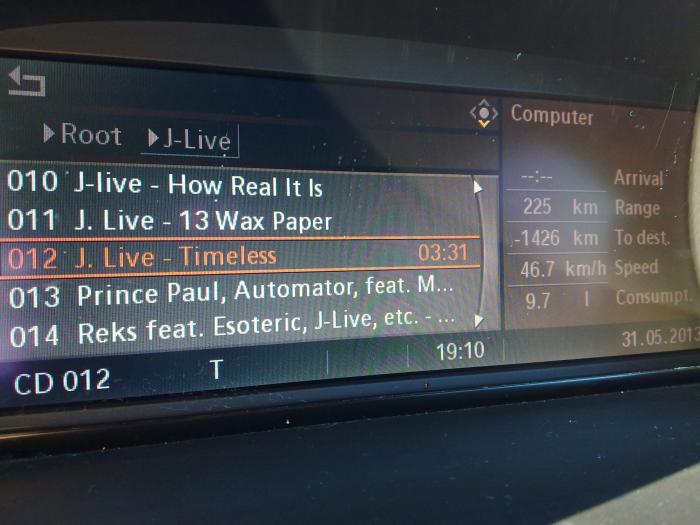 Root J-Live
010 J-live - How Real It Is
011 J. Live - 13 Wax Paper
012 J. Live - Timeless 03:31
013 Prince Paul, Automator, feat. M...
014 Reks feat. Esoteric, J-Live, etc. - ...
CD 012 T 19:10
Computer
--:-- Arrival
225 km Range
-1426 km To dest.
46.7 km/h Speed
9.7 l Consumpt.
31.05.2013